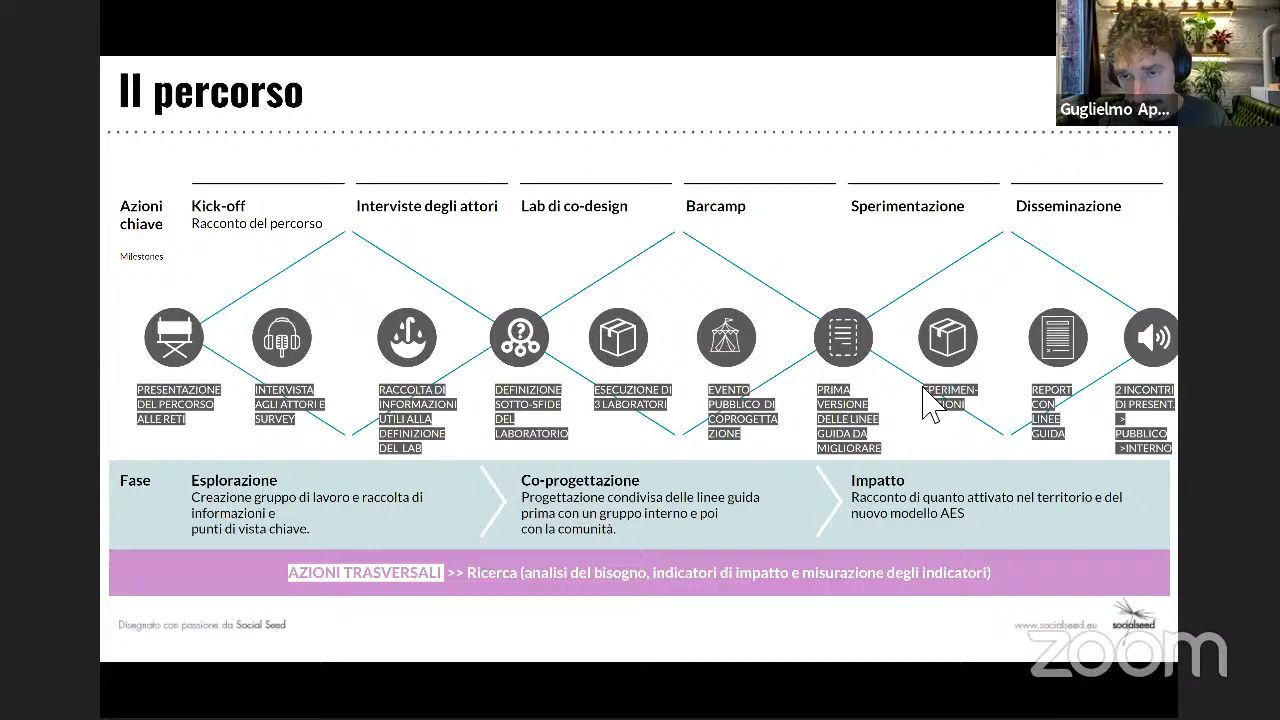 Il percorso
Guglielmo Ap...
Azioni
chiave
Kick-off
Racconto del percorso
Interviste degli attori
Lab di co-design
Barcamp
Sperimentazione
Disseminazione
Milestones
PRESENTAZIONE
DEL PERCORSO
ALLE RETI
INTERVISTA
AGLI ATTORI E
SURVEY
RACCOLTA DI
INFORMAZIONI
UTILI ALLA
DEFINIZIONE
DEL LAB
DEFINIZIONE
SOTTO-SFIDE
DEL
LABORATORIO
ESECUZIONE DI
3 LABORATORI
EVENTO
PUBBLICO DI
COPROGETTA
ZIONE
PRIMA
VERSIONE
DELLE LINEE
GUIDA DA
MIGLIORARE
REPORT
CON
LINEE
GUIDA
2 INCONTRI
DI PRESENT.
>
PUBBLICO
>INTERNO
Fase
Esplorazione
Creazione gruppo di lavoro e raccolta di
informazioni e
punti di vista chiave.
Co-progettazione
Progettazione condivisa delle linee guida
prima con un gruppo interno e poi
con la comunità.
Impatto
Racconto di quanto attivato nel territorio e del
nuovo modello AES
AZIONI TRASVERSALI >> Ricerca (analisi del bisogno, indicatori di impatto e misurazione degli indicatori)
Disegnato con passione da Social Seed
www.socialseed.eu
socialseed
zoom